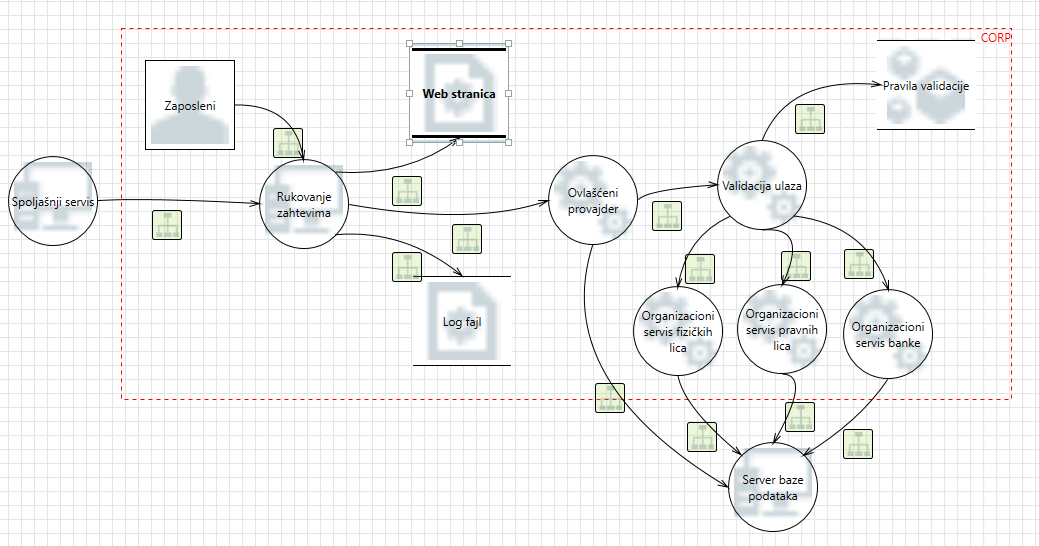 CORP
Zaposleni
Web stranica
Pravila validacije
Spoljašnji servis
Rukovanje
zahtevima
Ovlašćeni
provajder
Validacija ulaza
Log fajl
Organizacioni
servis fizičkih
lica
Organizacioni
servis pravnih
lica
Organizacioni
servis banke
Server baze
podataka